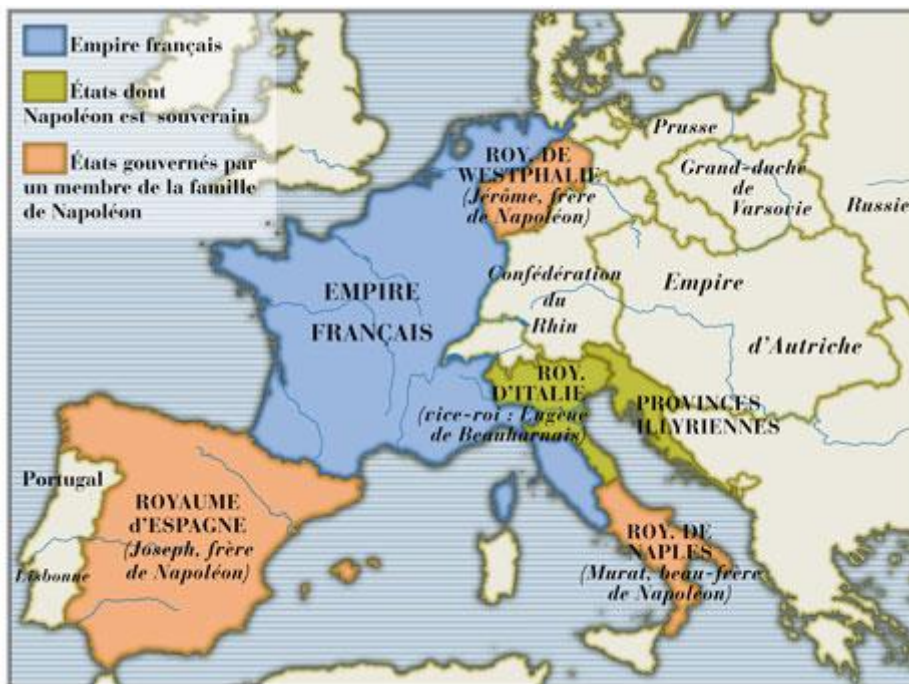 Empire français
États dont
Napoléon est souverain
États gouvernés par
un membre de la famille
de Napoléon
ROY. DE
WESTPHALIE
(Jérôme, frère
de Napoléon)
Prusse
Grand-duché
de
Varsovie
Russie
EMPIRE
FRANÇAIS
Confédération
du
Rhin
Empire
d'Autriche
ROY.
D'ITALIE
(vice-roi : Eugène
de Beauharnais)
PROVINCES
ILLYRIENNES
Portugal
Lisbonne
ROYAUME
d'ESPAGNE
(Joseph, frère
de Napoléon)
ROY. DE
NAPLES
(Murat, beau-frère
de Napoléon)